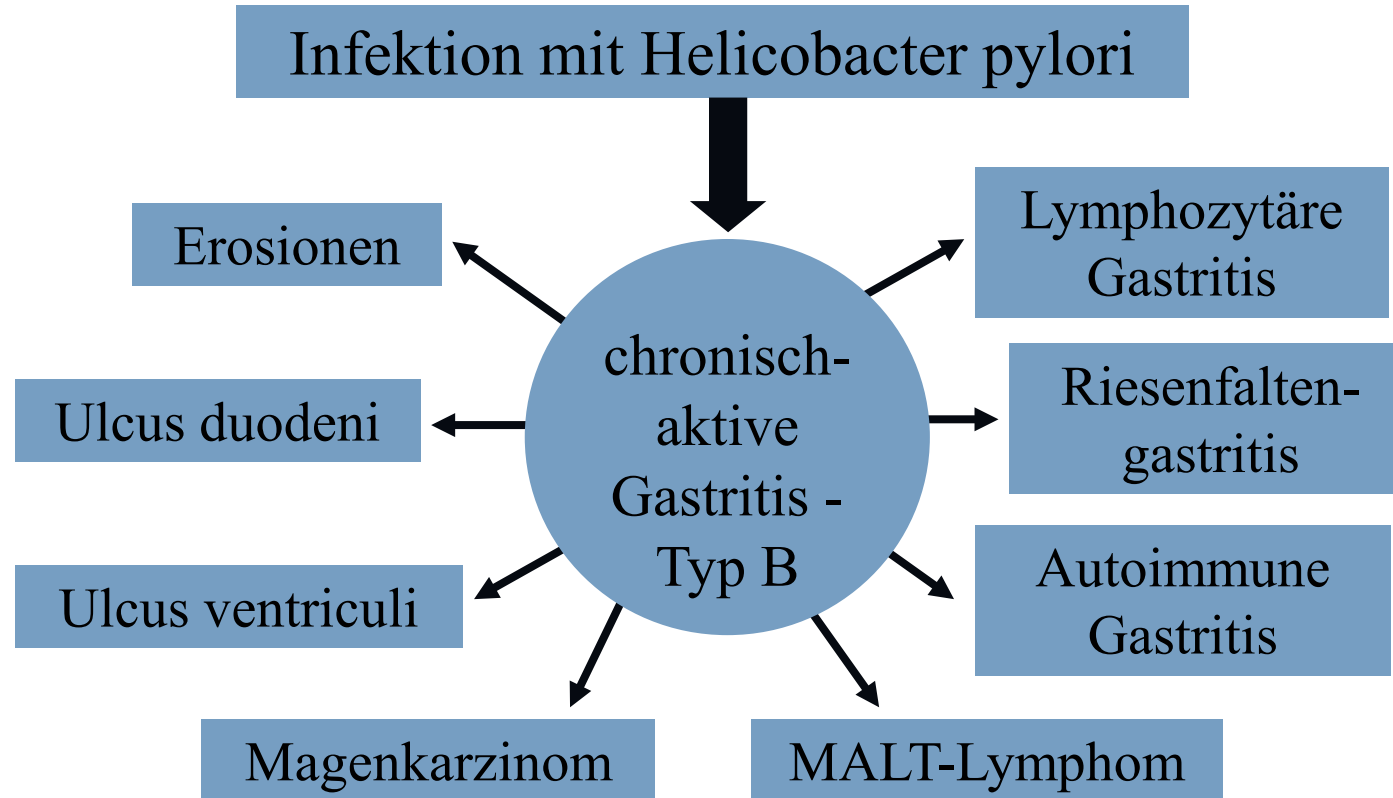 Infektion mit Helicobacter pylori
Erosionen
Ulcus duodeni
Ulcus ventriculi
Magenkarzinom
chronisch-
aktive
Gastritis -
Typ B
Lymphozytäre
Gastritis
Riesenfalten-
gastritis
Autoimmune
Gastritis
MALT-Lymphom